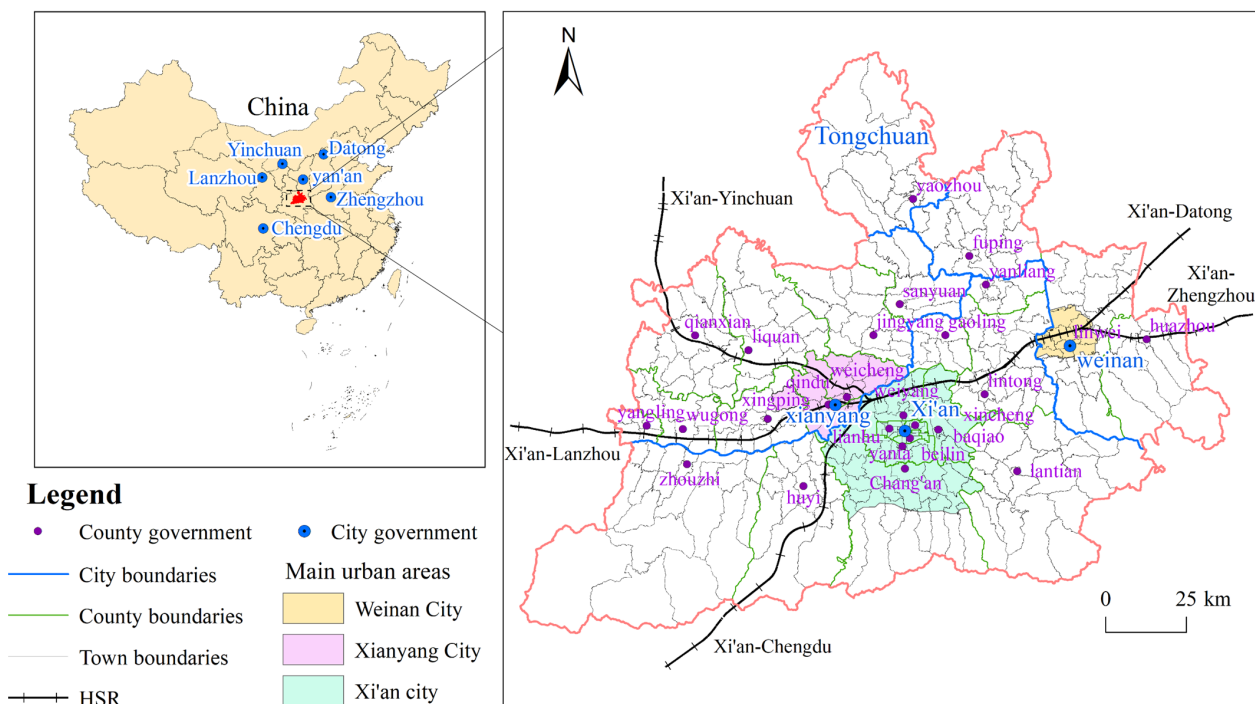 China
Yinchuan
Datong
Lanzhou
yan'an
Zhengzhou
Chengdu
N
Tongchuan
Xi'an-Yinchuan
yaozhou
Xi'an-Datong
fuping
Xi'an-
Zhengzhou
yanliang
sanyuan
qianxian
liquan
jingyang
gaoling
linwei
huazhou
weinan
weicheng
qindu
weiyang
lintong
xingping
xianyang
Xi'an
xincheng
yangling
wugong
lianhu
baqiao
Xi'an-Lanzhou
yanta
beilin
zhouzhi
Chang'an
lantian
huyi
Xi'an-Chengdu
0 25 km
Legend
County government
City government
City boundaries
Main urban areas
County boundaries
Weinan City
Town boundaries
Xianyang City
HSR
Xi'an city